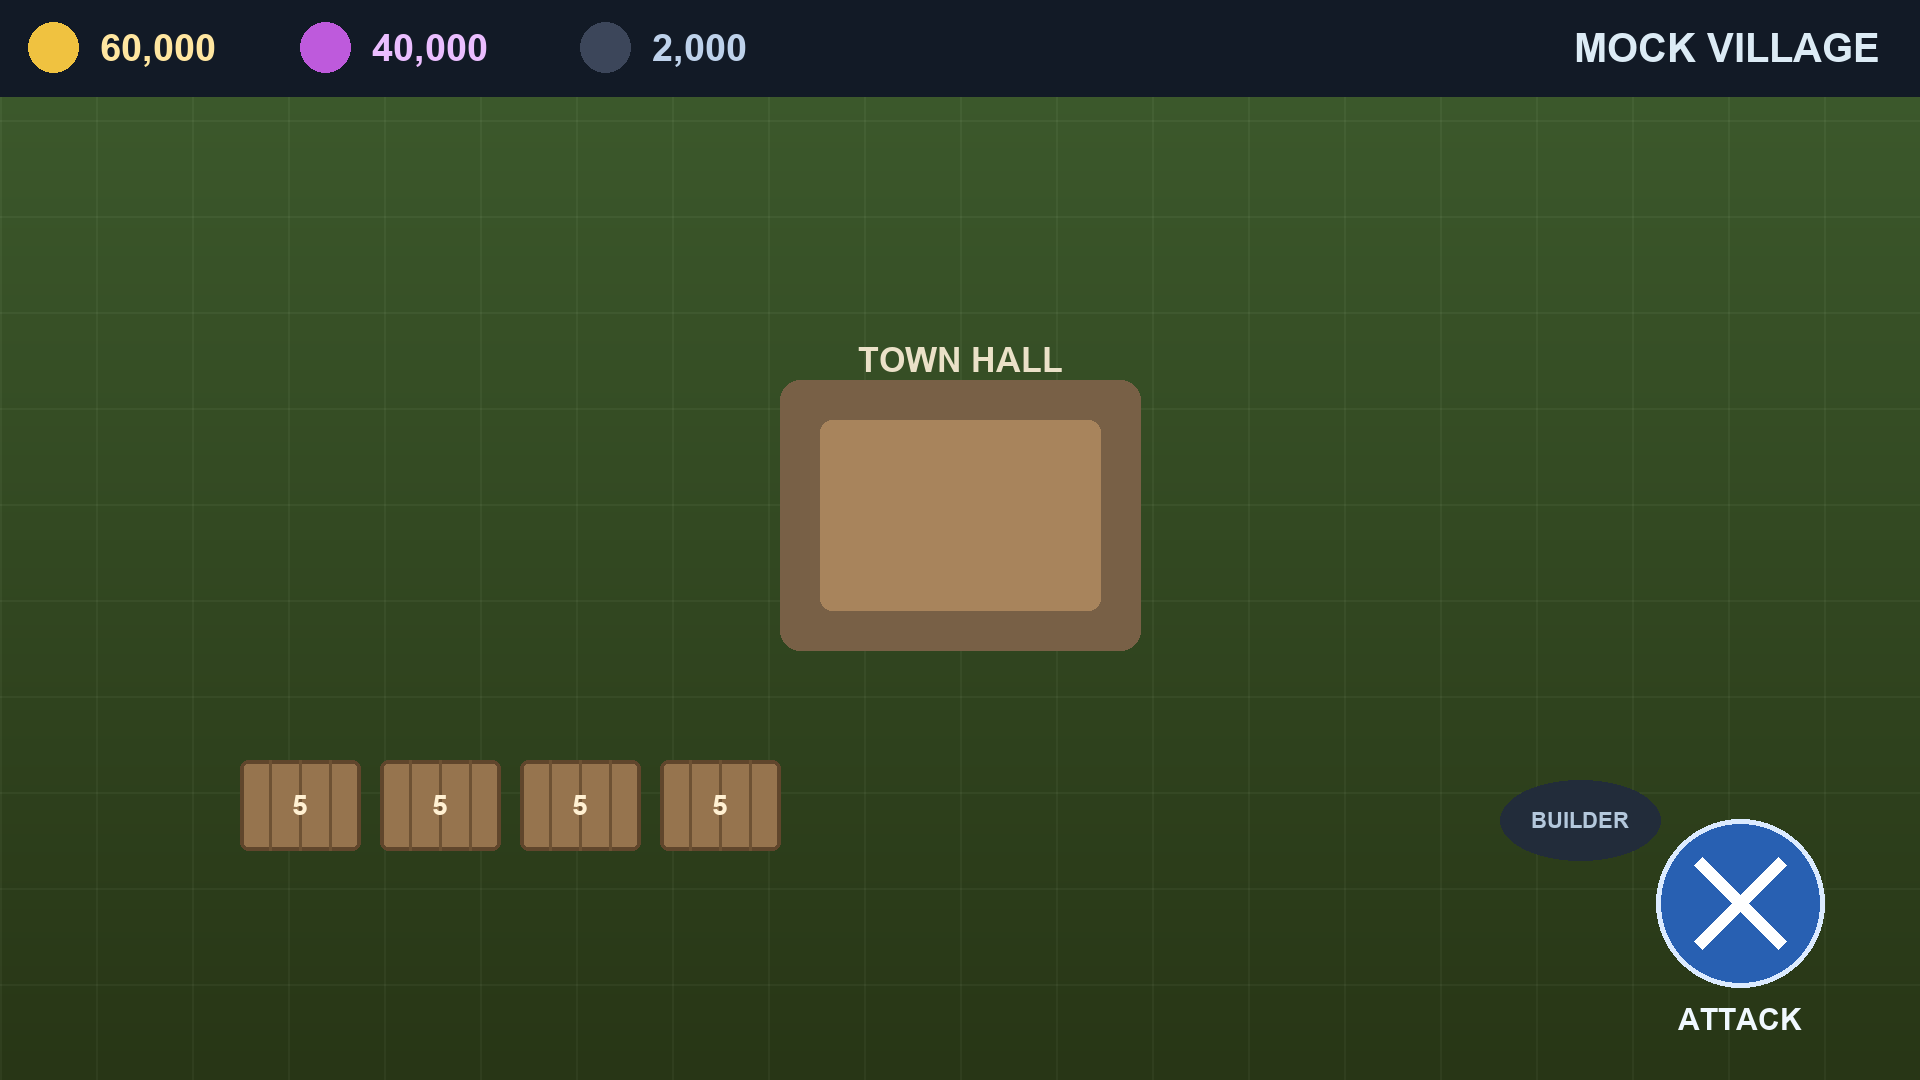 60,000 40,000 2,000 MOCK VILLAGE
TOWN HALL
5 5 5 5
BUILDER
ATTACK